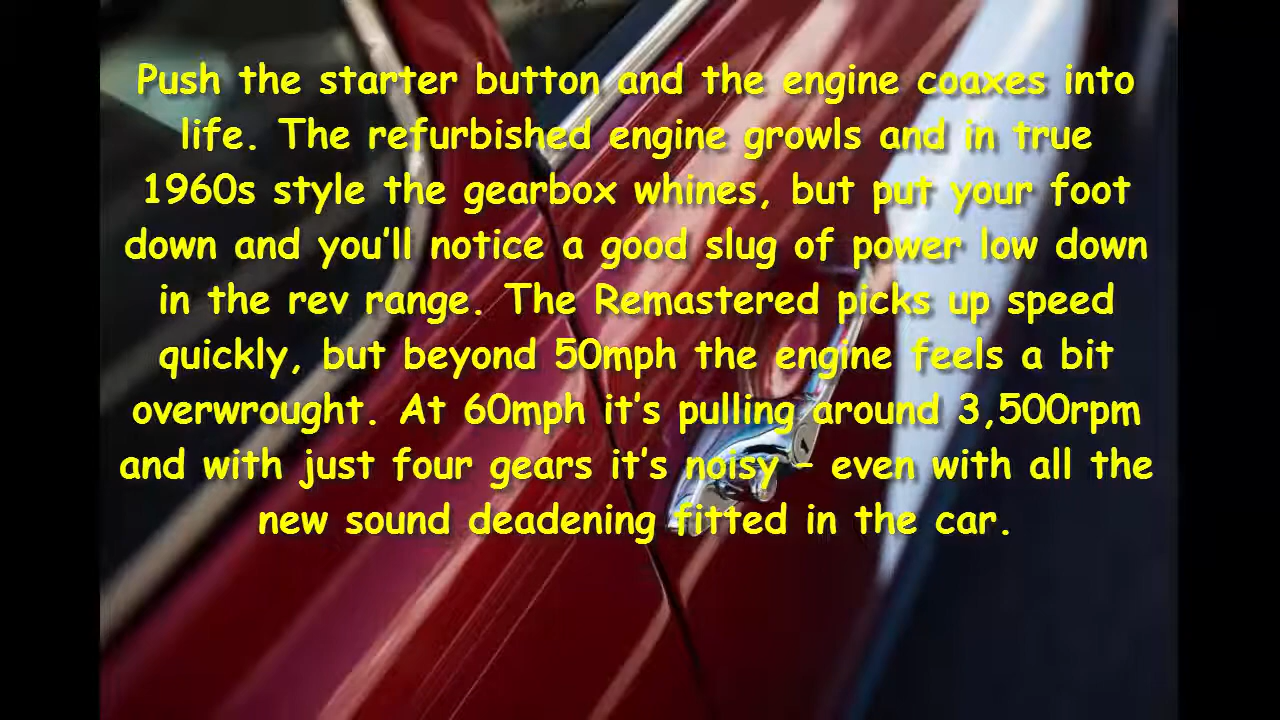 Push the starter button and the engine coaxes into
life. The refurbished engine growls and in true
1960s style the gearbox whines, but put your foot
down and you’ll notice a good slug of power low down
in the rev range. The Remastered picks up speed
quickly, but beyond 50mph the engine feels a bit
overwrought. At 60mph it’s pulling around 3,500rpm
and with just four gears it’s noisy – even with all the
new sound deadening fitted in the car.